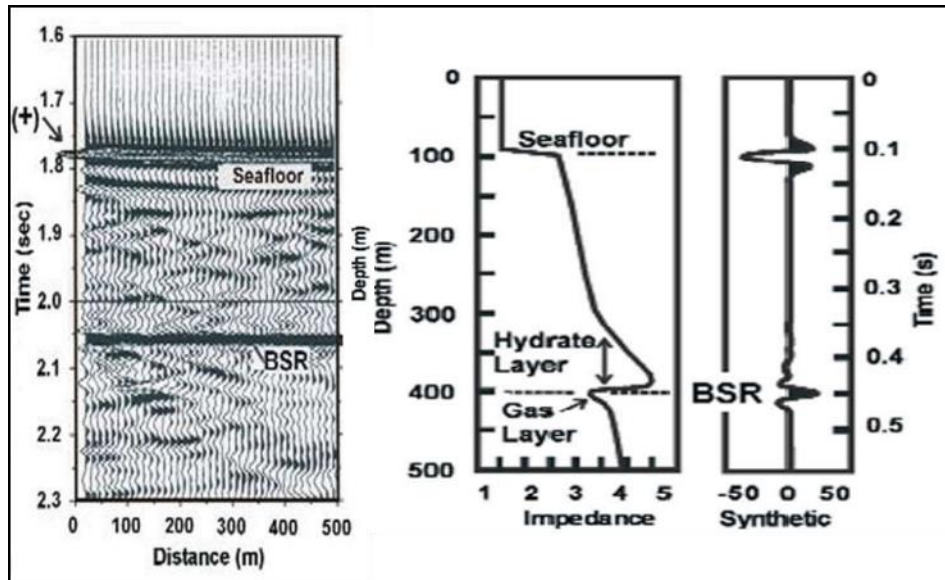 1.6
1.7
(+)
1.8
Seafloor
1.9
Time (sec)
2.0
BSR
2.1
2.2
2.3
0 100 200 300 400 500
Distance (m)
Depth (m)
Depth (m)
0
100
200
300
400
500
Seafloor
Hydrate
Layer
Gas
Layer
1 2 3 4 5
Impedance
BSR
-50 0 50
Synthetic
0
0.1
0.2
0.3
0.4
0.5
Time (s)